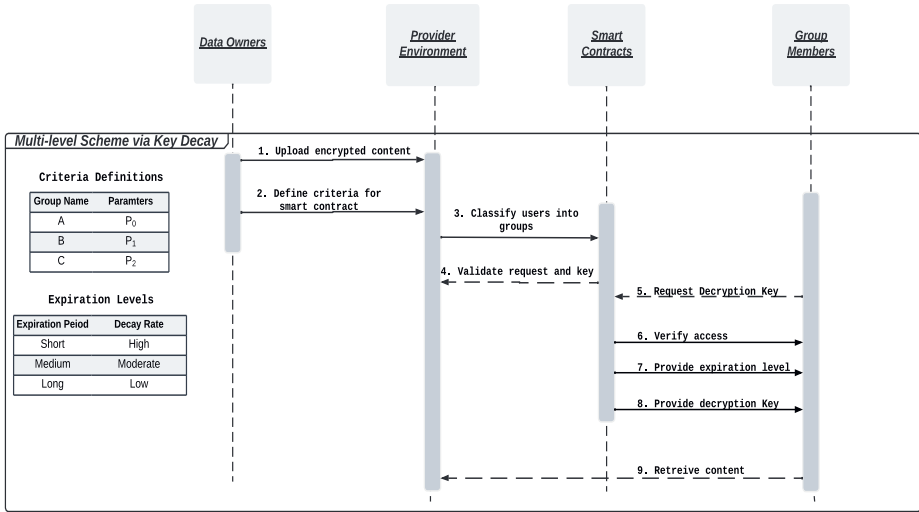 Data Owners
Provider
Environment
Smart
Contracts
Group
Members
Multi-level Scheme via Key Decay
1. Upload encrypted content
2. Define criteria for
smart contract
3. Classify users into
groups
4. Validate request and key
5. Request Decryption Key
6. Verify access
7. Provide expiration level
8. Provide decryption Key
9. Retreive content
Criteria Definitions
Group Name Paramters
A P0
B P1
C P2
Expiration Levels
Expiration Peiod Decay Rate
Short High
Medium Moderate
Long Low